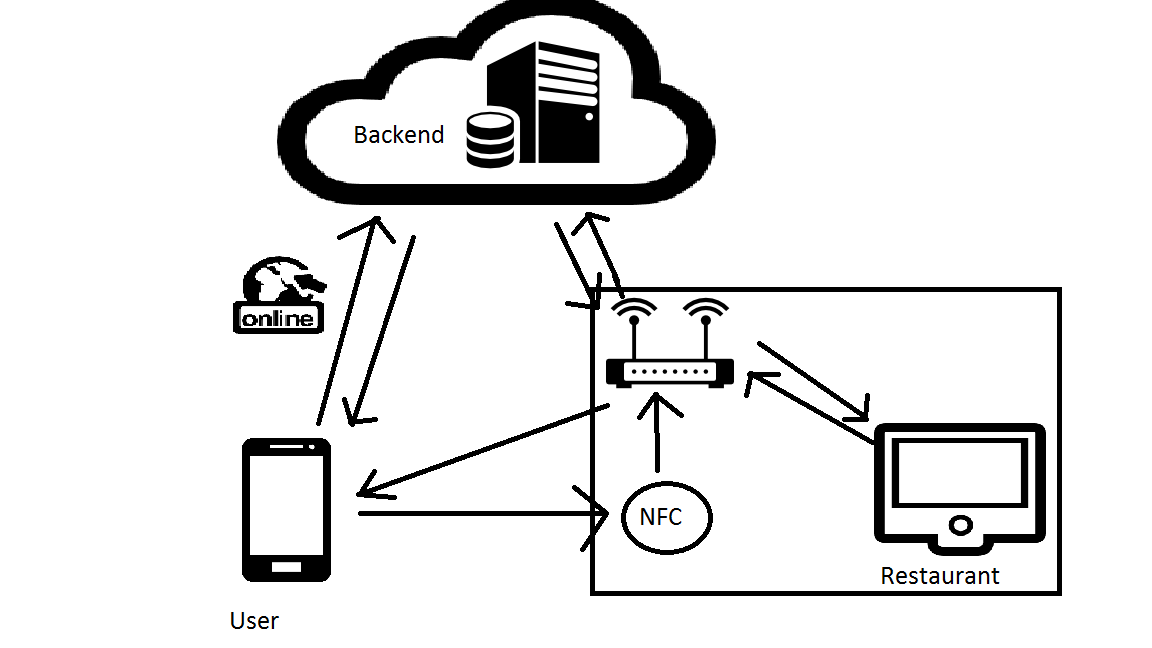 Backend
online
NFC
Restaurant
User